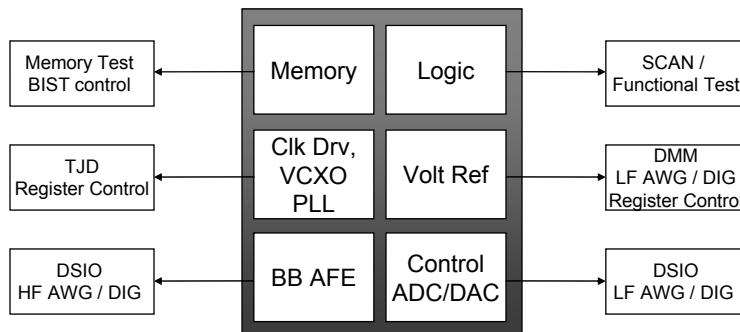 Memory Test
BIST control
Memory
Logic
SCAN /
Functional Test
TJD
Register Control
Clk Drv,
VCXO
PLL
Volt Ref
DMM
LF AWG / DIG
Register Control
DSIO
HF AWG / DIG
BB AFE
Control
ADC/DAC
DSIO
LF AWG / DIG